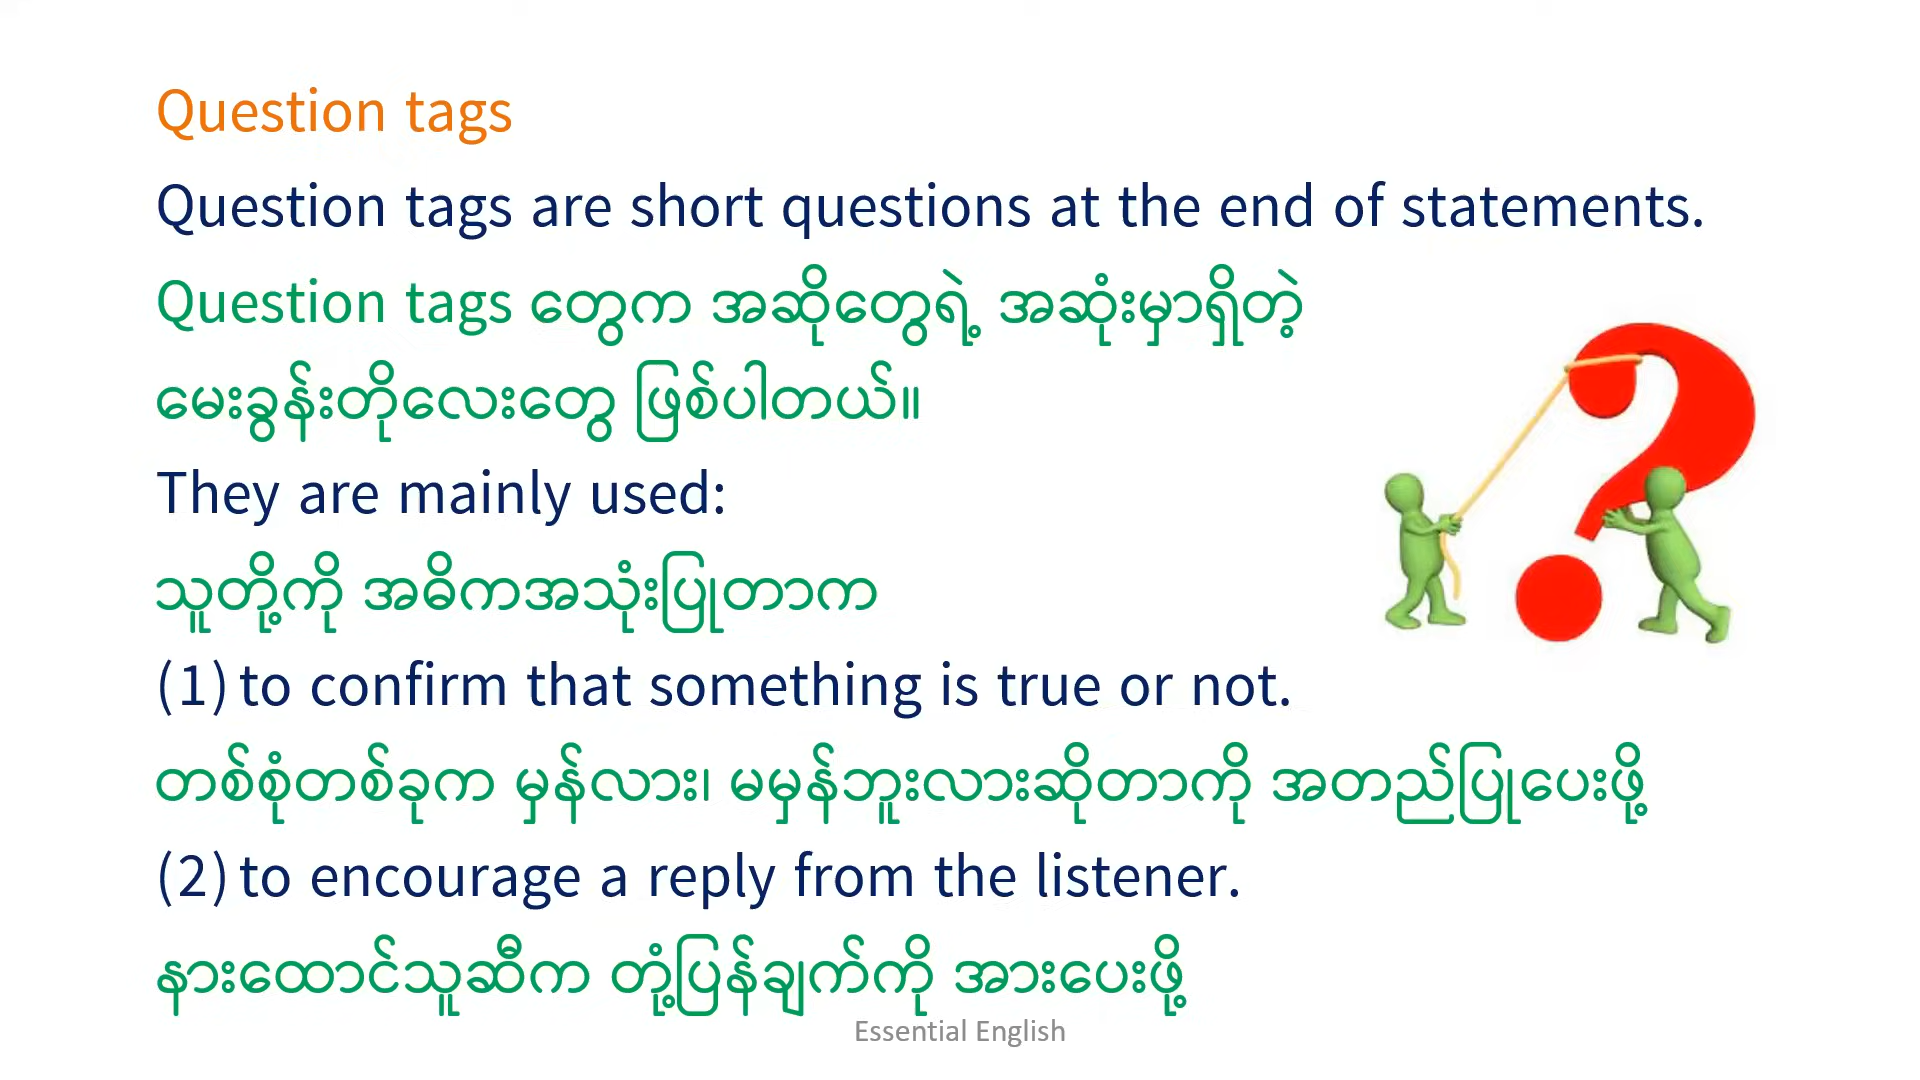 Question tags
Question tags are short questions at the end of statements.
Question tags တွေက အဆိုတွေရဲ့ အဆုံးမှာရှိတဲ့
မေးခွန်းတိုလေးတွေ ဖြစ်ပါတယ်။
They are mainly used:
သူတို့ကို အဓိကအသုံးပြုတာက
(1) to confirm that something is true or not.
တစ်စုံတစ်ခုက မှန်လား၊ မမှန်ဘူးလားဆိုတာကို အတည်ပြုပေးဖို့
(2) to encourage a reply from the listener.
နားထောင်သူဆီက တုံ့ပြန်ချက်ကို အားပေးဖို့
Essential English